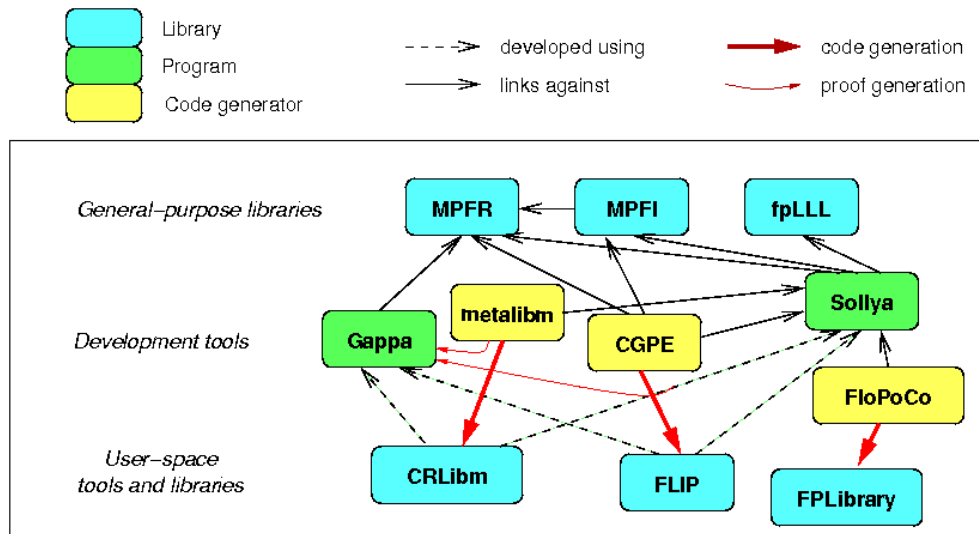 Library
Program
Code generator
developed using
links against
code generation
proof generation
General-purpose libraries
MPFR
MPFI
fpLLL
Development tools
Gappa
metalibm
CGPE
Sollya
FloPoCo
User-space
tools and libraries
CRLibm
FLIP
FPLibrary